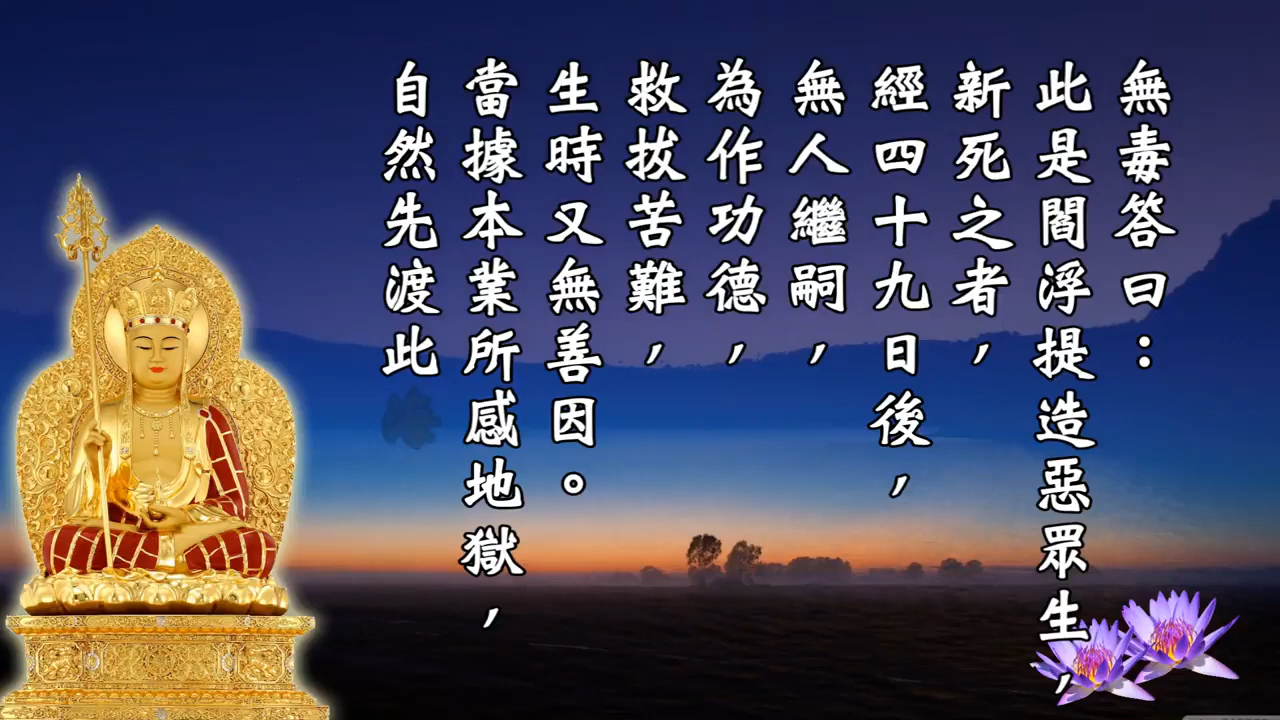 無毒答曰：
此是閻浮提造惡眾生，
新死之者，
經四十九日後，
無人繼嗣，
為作功德，
救拔苦難，
生時又無善因。
當據本業所感地獄，
自然先渡此